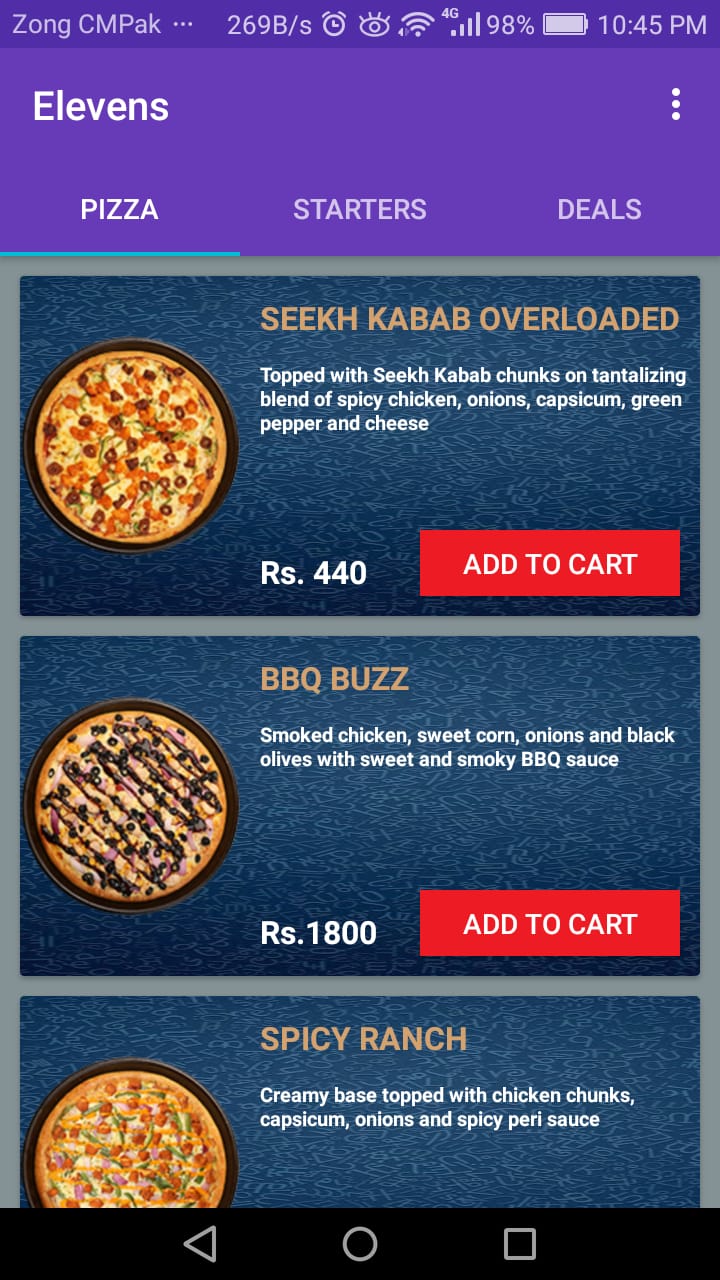 Zong CMPak ... 269B/s 4G 98% 10:45 PM
Elevens
PIZZA STARTERS DEALS
SEEKH KABAB OVERLOADED
Topped with Seekh Kabab chunks on tantalizing
blend of spicy chicken, onions, capsicum, green
pepper and cheese
Rs. 440 ADD TO CART
BBQ BUZZ
Smoked chicken, sweet corn, onions and black
olives with sweet and smoky BBQ sauce
Rs.1800 ADD TO CART
SPICY RANCH
Creamy base topped with chicken chunks,
capsicum, onions and spicy peri sauce